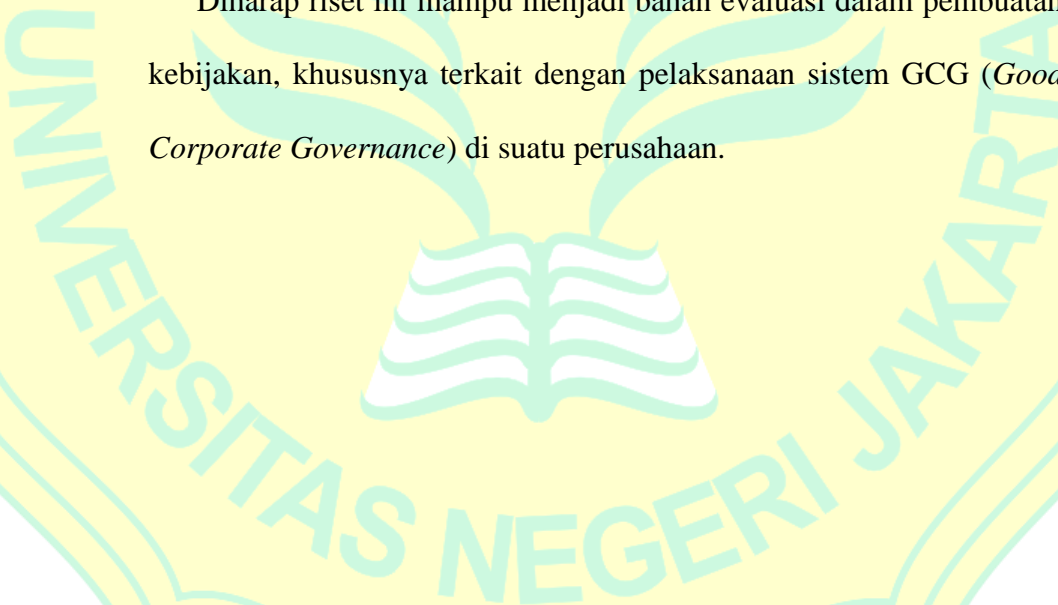 Diharap riset ini mampu menjadi bahan evaluasi dalam pembuatan
kebijakan, khususnya terkait dengan pelaksanaan sistem GCG (Good
Corporate Governance) di suatu perusahaan.
UNIVERSITAS NEGERI JAKARTA